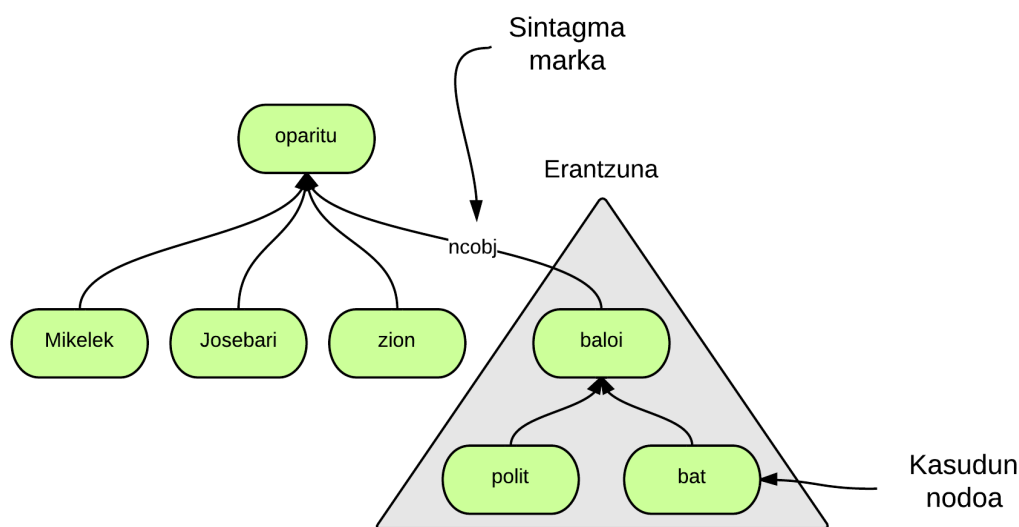 Sintagma
marka
oparitu
Erantzuna
ncobj
Mikelek
Josebari
zion
baloi
polit
bat
Kasudun
nodoa